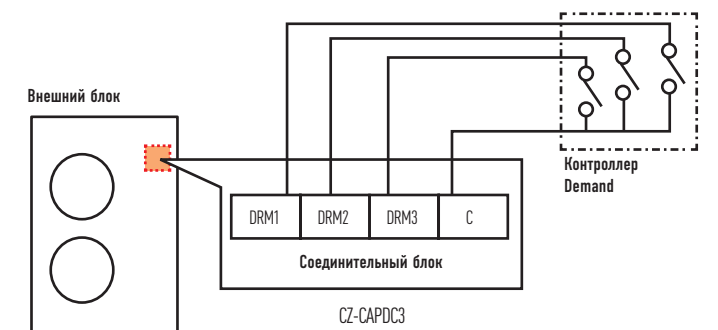 Внешний блок
Контроллер
Demand
DRM1 DRM2 DRM3 C
Соединительный блок
CZ-CAPDC3